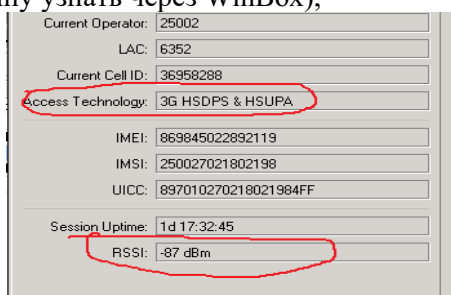 узнать через WinBox),
Current Operator: 25002
LAC: 6352
Current Cell ID: 36958288
Access Technology: 3G HSDPS & HSUPA
IMEI: 869845022892119
IMSI: 250027021802198
UICC: 897010270218021984FF
Session Uptime: 1d 17:32:45
RSSI: -87 dBm